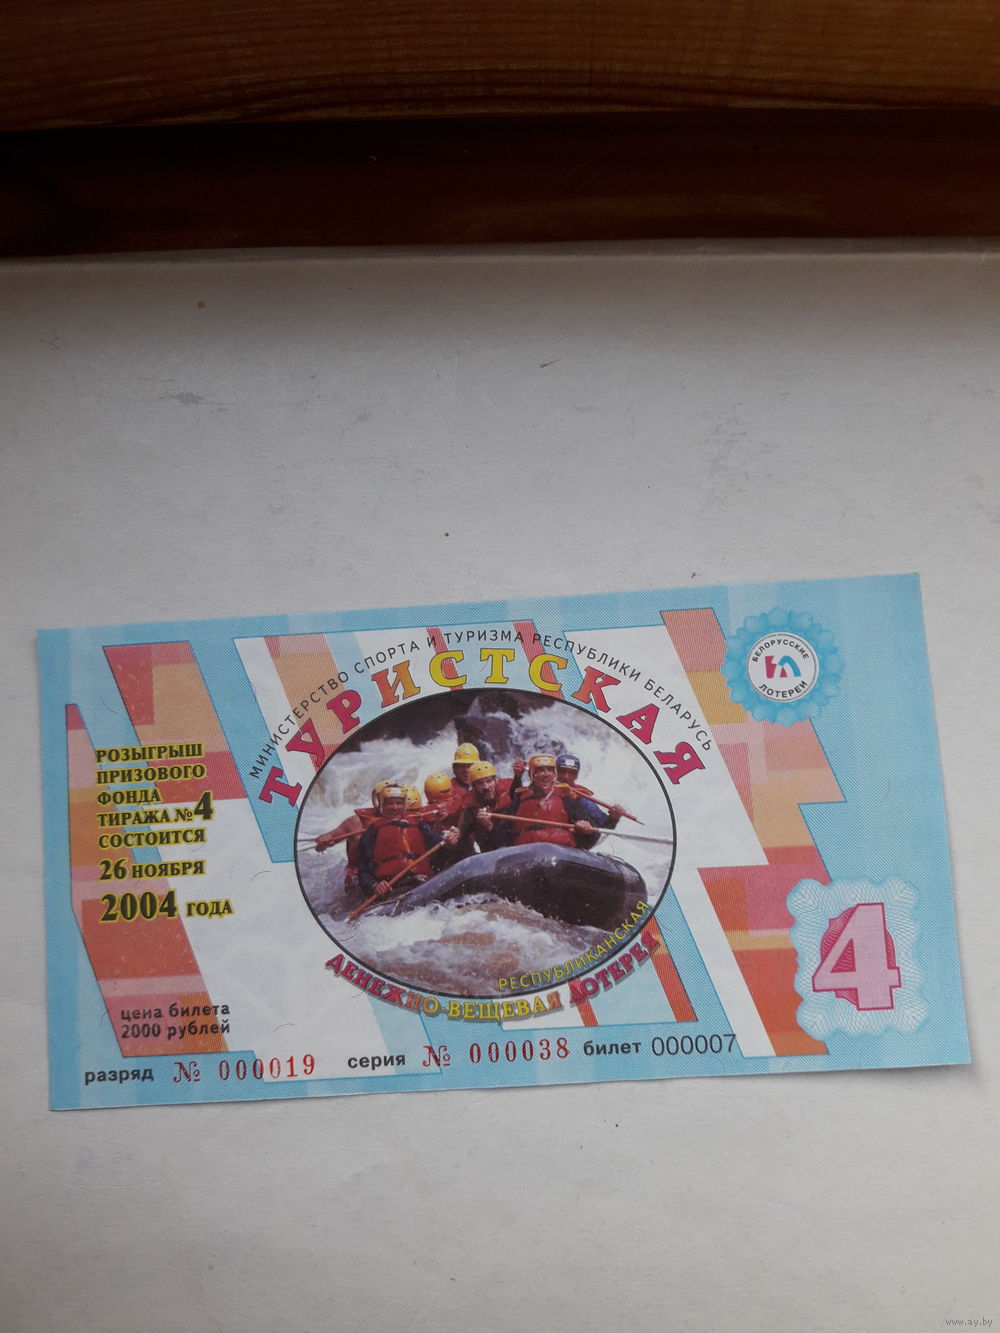 МИНИСТЕРСТВО СПОРТА И ТУРИЗМА РЕСПУБЛИКИ БЕЛАРУСЬ
ТУРИСТСКАЯ
БЕЛОРУССКИЕ
ЛОТЕРЕИ
РОЗЫГРЫШ
ПРИЗОВОГО
ФОНДА
ТИРАЖА №4
СОСТОИТСЯ
26 НОЯБРЯ
2004 ГОДА
РЕСПУБЛИКАНСКАЯ
ДЕНЕЖНО-ВЕЩЕВАЯ ЛОТЕРЕЯ
4
цена билета
2000 рублей
разряд № 000019 серия № 000038 билет 000007
www.ay.by